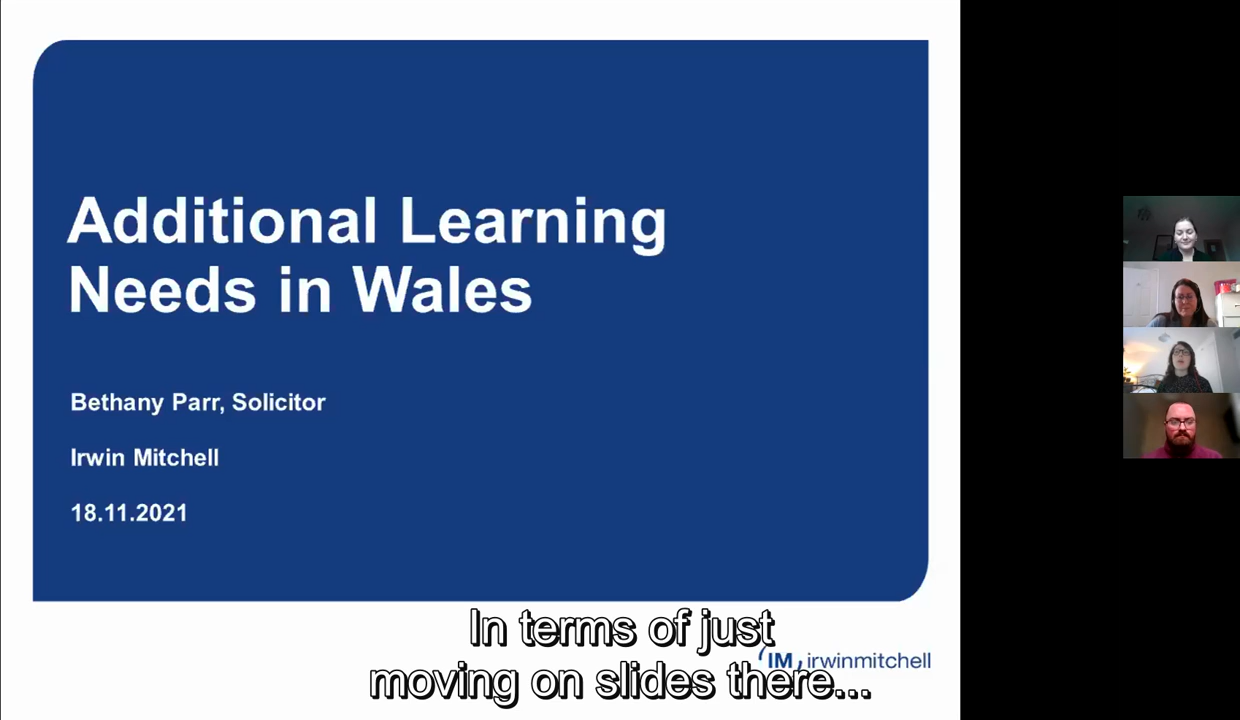 Additional Learning
Needs in Wales
Bethany Parr, Solicitor
Irwin Mitchell
18.11.2021
IM irwinmitchell
In terms of just
moving on slides there...